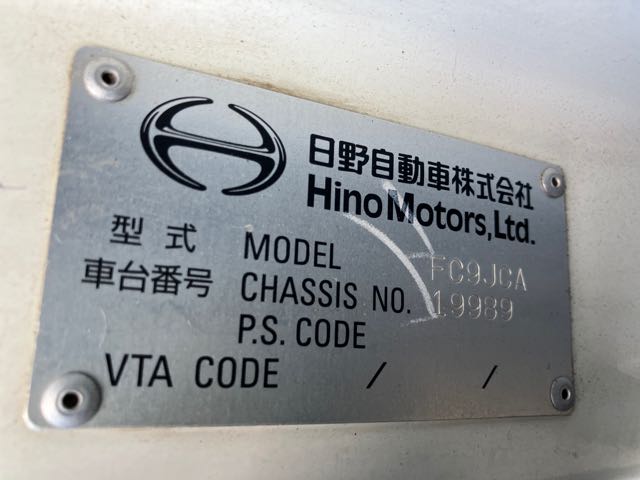 日野自動車株式会社
Hino Motors, Ltd.
型式 MODEL FC9JCA
車台番号 CHASSIS NO. 19989
P.S. CODE
VTA CODE / /